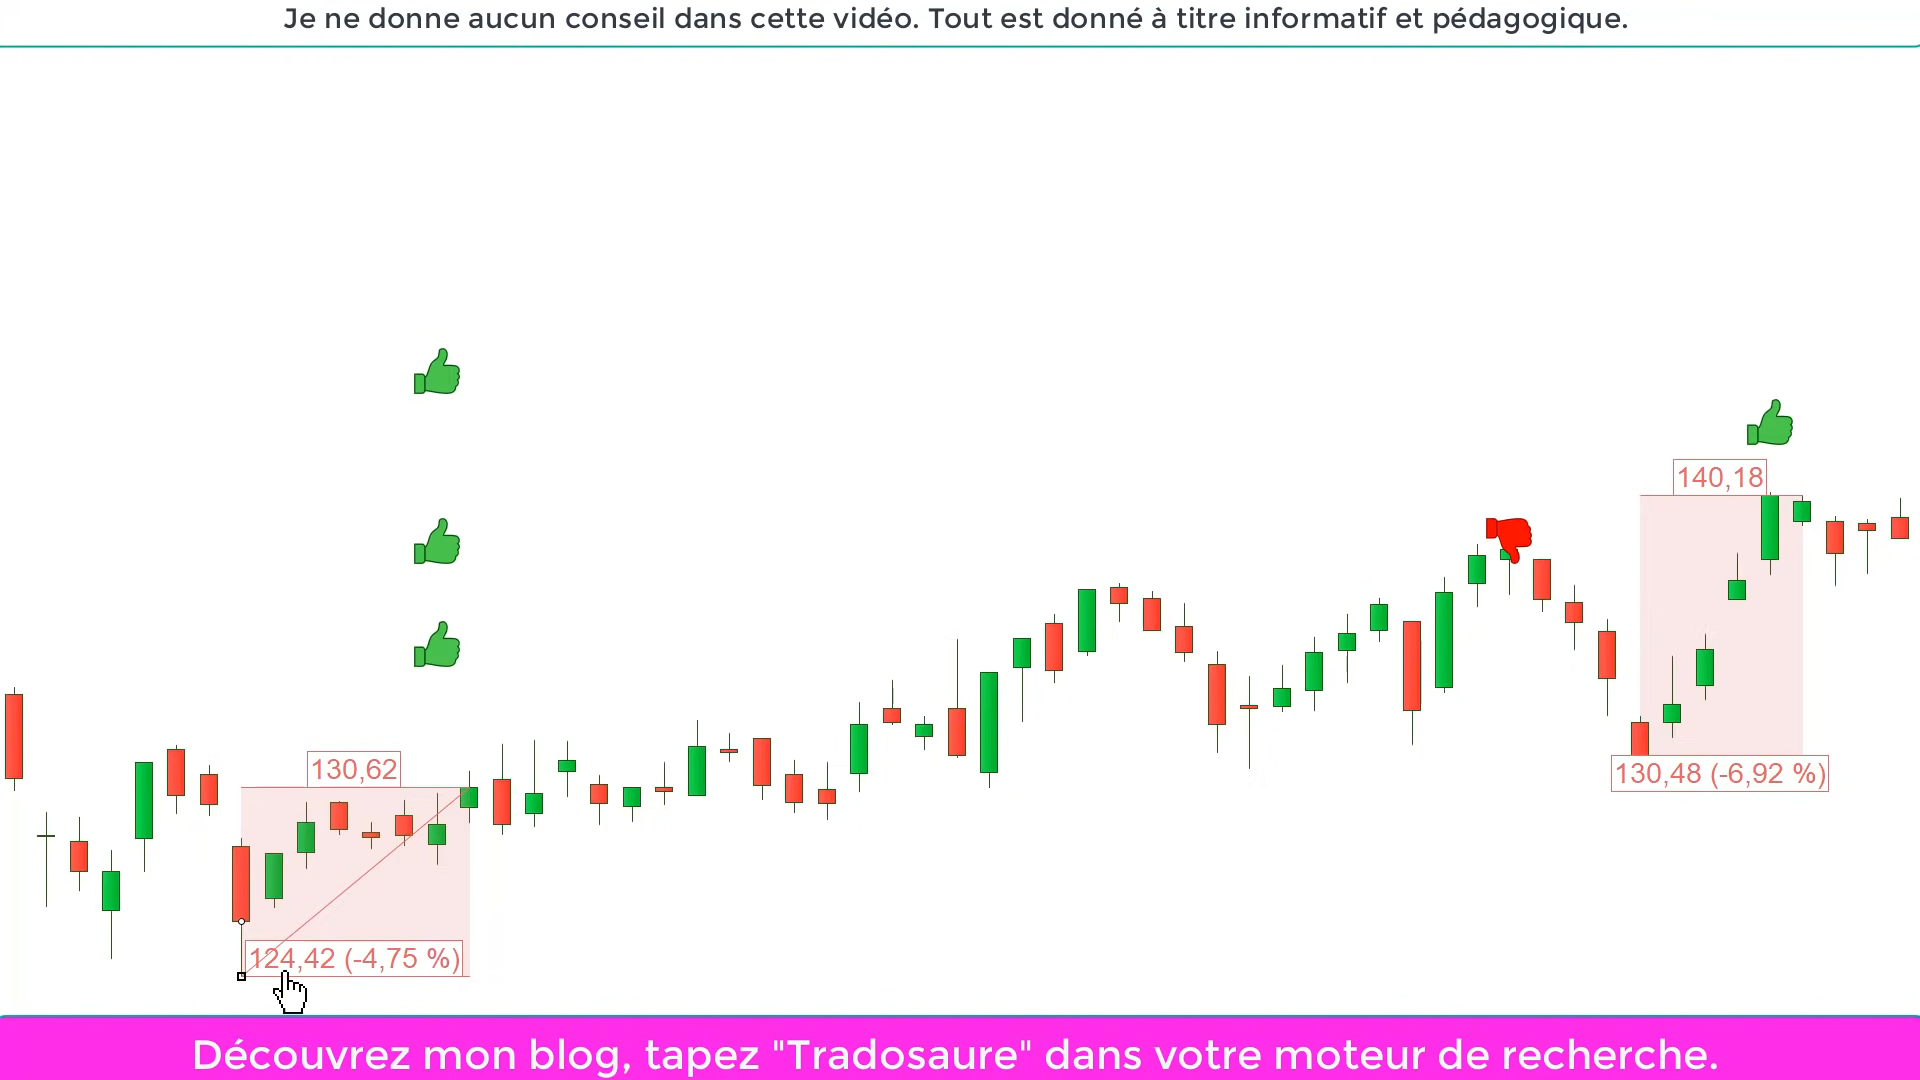 Je ne donne aucun conseil dans cette vidéo. Tout est donné à titre informatif et pédagogique.
140,18
130,62
130,48 (-6,92 %)
124,42 (-4,75 %)
Découvrez mon blog, tapez "Tradosaure" dans votre moteur de recherche.